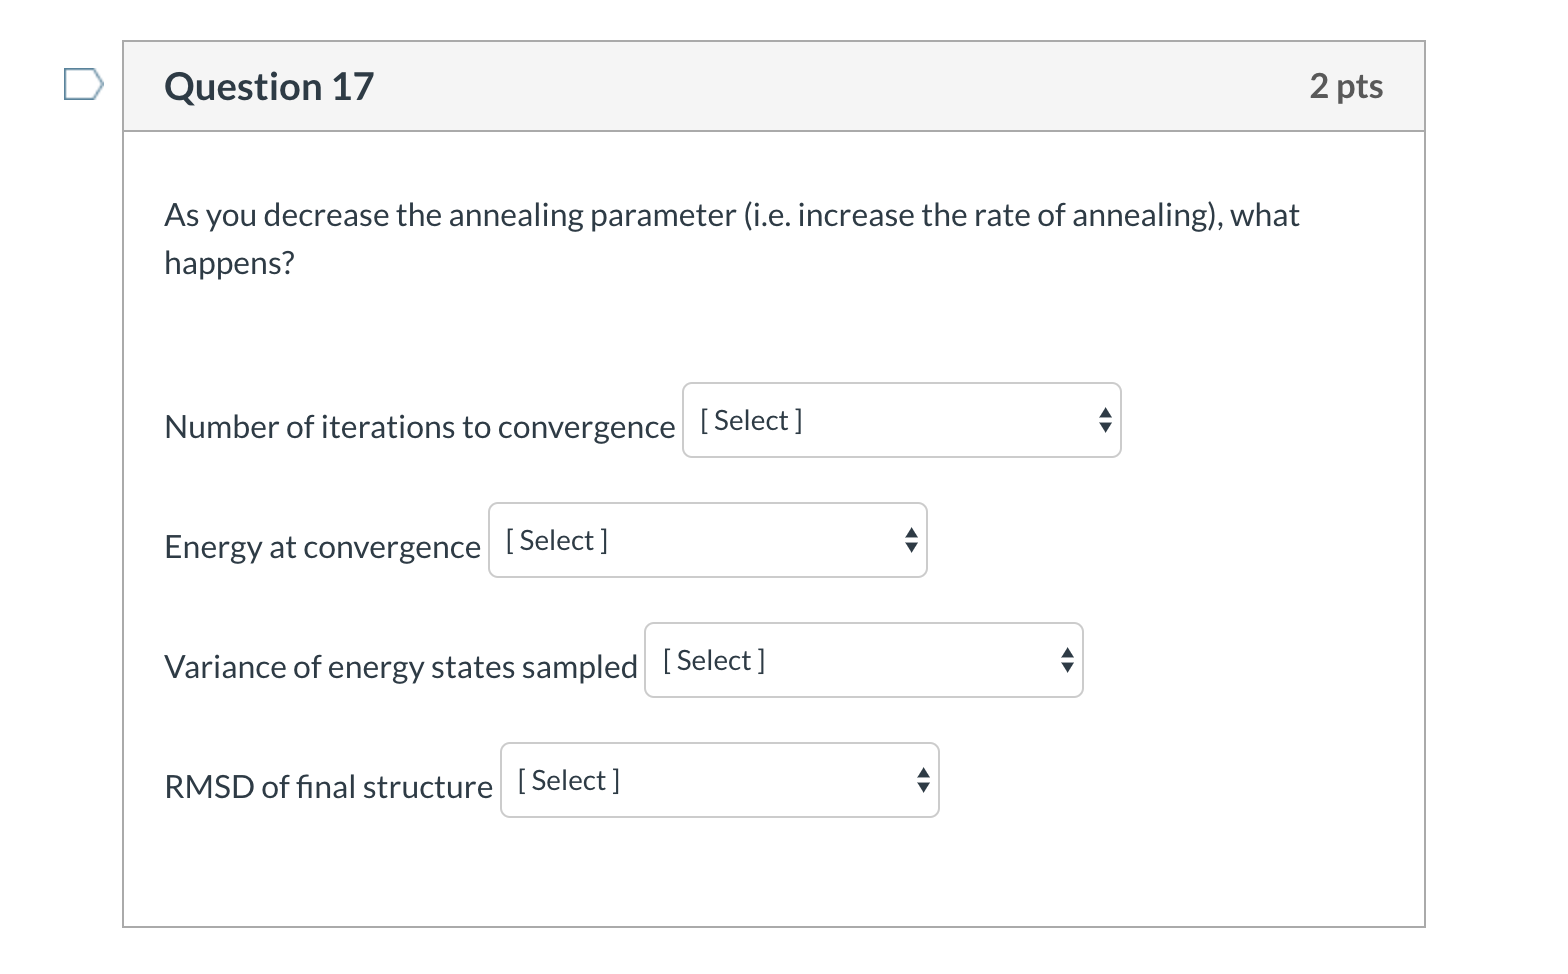 Question 17
2 pts
As you decrease the annealing parameter (i.e. increase the rate of annealing), what
happens?
Number of iterations to convergence [ Select ]
Energy at convergence [ Select ]
Variance of energy states sampled [ Select ]
RMSD of final structure [ Select ]